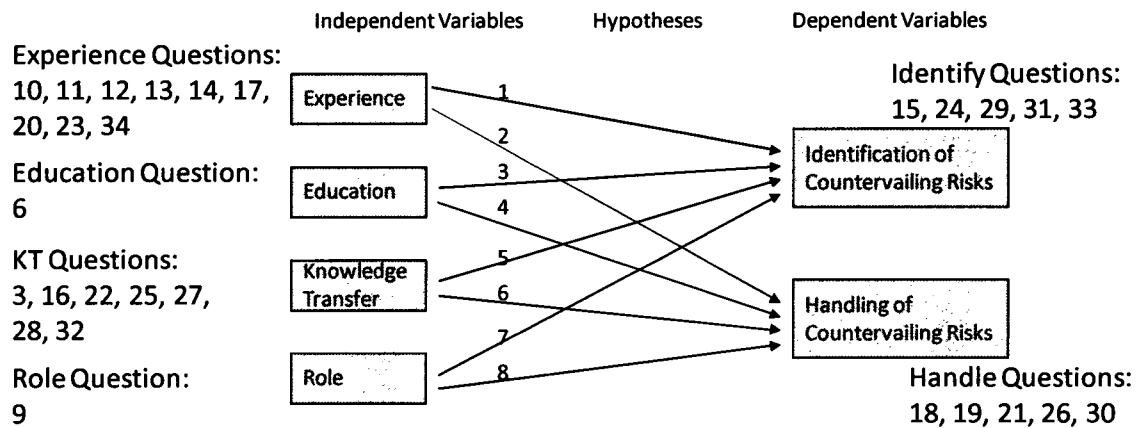 Independent Variables Hypotheses Dependent Variables
Experience Questions:
10, 11, 12, 13, 14, 17,
20, 23, 34
Education Question:
6
KT Questions:
3, 16, 22, 25, 27,
28, 32
Role Question:
9
Experience
Education
Knowledge
Transfer
Role
1
2
3
4
5
6
7
8
Identify Questions:
15, 24, 29, 31, 33
Identification of
Countervailing Risks
Handling of
Countervailing Risks
Handle Questions:
18, 19, 21, 26, 30